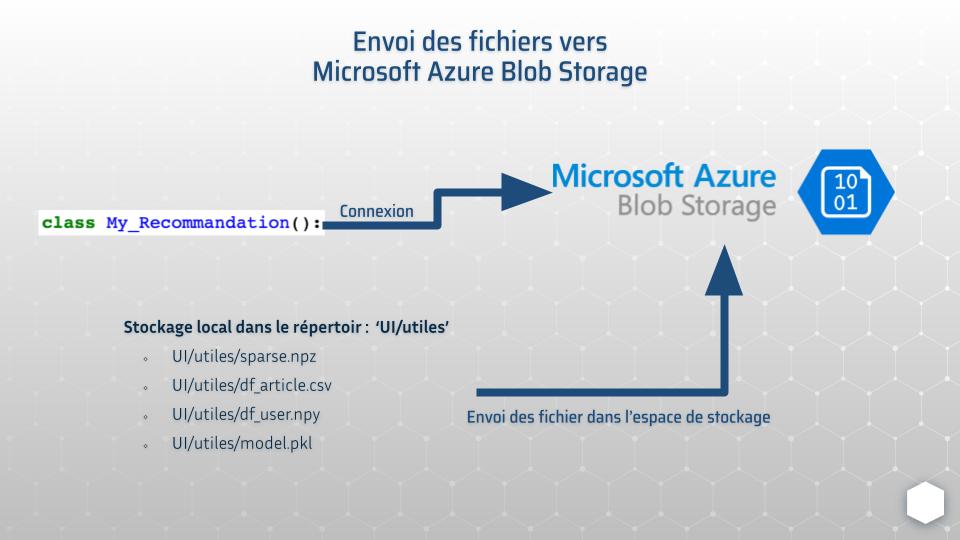 Envoi des fichiers vers
Microsoft Azure Blob Storage
Microsoft Azure
Blob Storage
10
01
class My_Recommandation():
Connexion
Stockage local dans le répertoir : ‘UI/utiles’
UI/utiles/sparse.npz
UI/utiles/df_article.csv
UI/utiles/df_user.npy
UI/utiles/model.pkl
Envoi des fichier dans l’espace de stockage